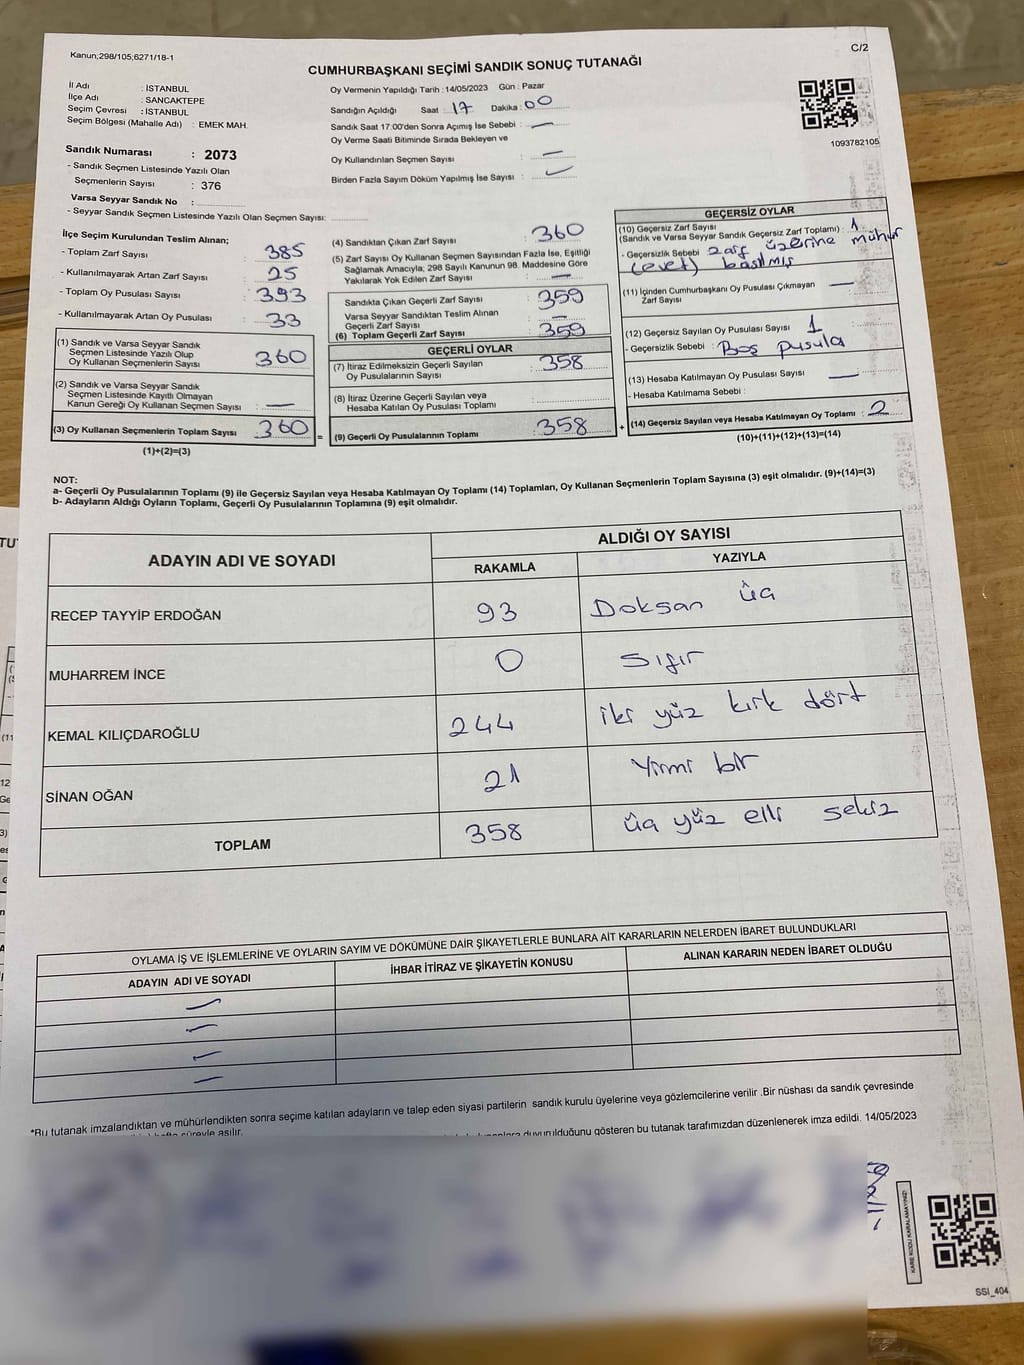 Kanun;298/105;6271/18-1
C/2
CUMHURBAŞKANI SEÇİMİ SANDIK SONUÇ TUTANAĞI
İl Adı : İSTANBUL
İlçe Adı : SANCAKTEPE
Seçim Çevresi : İSTANBUL
Seçim Bölgesi (Mahalle Adı) : EMEK MAH.
Sandık Numarası : 2073
- Sandık Seçmen Listesinde Yazılı Olan
Seçmenlerin Sayısı : 376
Varsa Seyyar Sandık No :
- Seyyar Sandık Seçmen Listesinde Yazılı Olan Seçmen Sayısı:
Oy Vermenin Yapıldığı Tarih : 14/05/2023 Gün : Pazar
Sandığın Açıldığı Saat : 17 Dakika : 00
Sandık Saat 17:00'den Sonra Açımış İse Sebebi : —
Oy Verme Saati Bitiminde Sırada Bekleyen ve
Oy Kullandırılan Seçmen Sayısı : —
Birden Fazla Sayım Döküm Yapılmış İse Sayısı : —
1093782105
İlçe Seçim Kurulundan Teslim Alınan;
- Toplam Zarf Sayısı : 385
- Kullanılmayarak Artan Zarf Sayısı : 25
- Toplam Oy Pusulası Sayısı : 393
- Kullanılmayarak Artan Oy Pusulası : 33
(1) Sandık ve Varsa Seyyar Sandık
Seçmen Listesinde Yazılı Olup
Oy Kullanan Seçmenlerin Sayısı : 360
(2) Sandık ve Varsa Seyyar Sandık
Seçmen Listesinde Kayıtlı Olmayan
Kanun Gereği Oy Kullanan Seçmen Sayısı : —
(3) Oy Kullanan Seçmenlerin Toplam Sayısı : 360
(1)+(2)=(3)
(4) Sandıktan Çıkan Zarf Sayısı : 360
(5) Zarf Sayısı Oy Kullanan Seçmen Sayısından Fazla İse, Eşitliği
Sağlamak Amacıyla; 298 Sayılı Kanunun 98. Maddesine Göre
Yakılarak Yok Edilen Zarf Sayısı : —
Sandıkta Çıkan Geçerli Zarf Sayısı : 359
Varsa Seyyar Sandıktan Teslim Alınan
Geçerli Zarf Sayısı : —
(6) Toplam Geçerli Zarf Sayısı : 359
GEÇERLİ OYLAR
(7) İtiraz Edilmeksizin Geçerli Sayılan
Oy Pusulalarının Sayısı : 358
(8) İtiraz Üzerine Geçerli Sayılan veya
Hesaba Katılan Oy Pusulası Toplamı :
= (9) Geçerli Oy Pusulalarının Toplamı : 358
GEÇERSİZ OYLAR
(10) Geçersiz Zarf Sayısı
(Sandık ve Varsa Seyyar Sandık Geçersiz Zarf Toplamı) : 1
- Geçersizlik Sebebi : zarf üzerine mühür
(evet) basılmış
(11) İçinden Cumhurbaşkanı Oy Pusulası Çıkmayan
Zarf Sayısı : —
(12) Geçersiz Sayılan Oy Pusulası Sayısı : 1
- Geçersizlik Sebebi : Boş pusula
(13) Hesaba Katılmayan Oy Pusulası Sayısı : —
- Hesaba Katılmama Sebebi :
+ (14) Geçersiz Sayılan veya Hesaba Katılmayan Oy Toplamı : 2
(10)+(11)+(12)+(13)=(14)
NOT:
a- Geçerli Oy Pusulalarının Toplamı (9) ile Geçersiz Sayılan veya Hesaba Katılmayan Oy Toplamı (14) Toplamları, Oy Kullanan Seçmenlerin Toplam Sayısına (3) eşit olmalıdır. (9)+(14)=(3)
b- Adayların Aldığı Oyların Toplamı, Geçerli Oy Pusulalarının Toplamına (9) eşit olmalıdır.
ADAYIN ADI VE SOYADI ALDIĞI OY SAYISI
RAKAMLA YAZIYLA
RECEP TAYYİP ERDOĞAN 93 Doksan üç
MUHARREM İNCE 0 sıfır
KEMAL KILIÇDAROĞLU 244 iki yüz kırk dört
SİNAN OĞAN 21 Yirmi bir
TOPLAM 358 üç yüz elli sekiz
OYLAMA İŞ VE İŞLEMLERİNE VE OYLARIN SAYIM VE DÖKÜMÜNE DAİR ŞİKAYETLERLE BUNLARA AİT KARARLARIN NELERDEN İBARET BULUNDUKLARI
ADAYIN ADI VE SOYADI İHBAR İTİRAZ VE ŞİKAYETİN KONUSU ALINAN KARARIN NEDEN İBARET OLDUĞU
—
—
—
—
*Bu tutanak imzalandıktan ve mühürlendikten sonra seçime katılan adayların ve talep eden siyasi partilerin sandık kurulu üyelerine veya gözlemcilerine verilir .Bir nüshası da sandık çevresinde
hafta süreyle asılır. duyurulduğunu gösteren bu tutanak tarafımızdan düzenlenerek imza edildi. 14/05/2023
KARE KODU KARALAMAYINIZ!
SSI_404